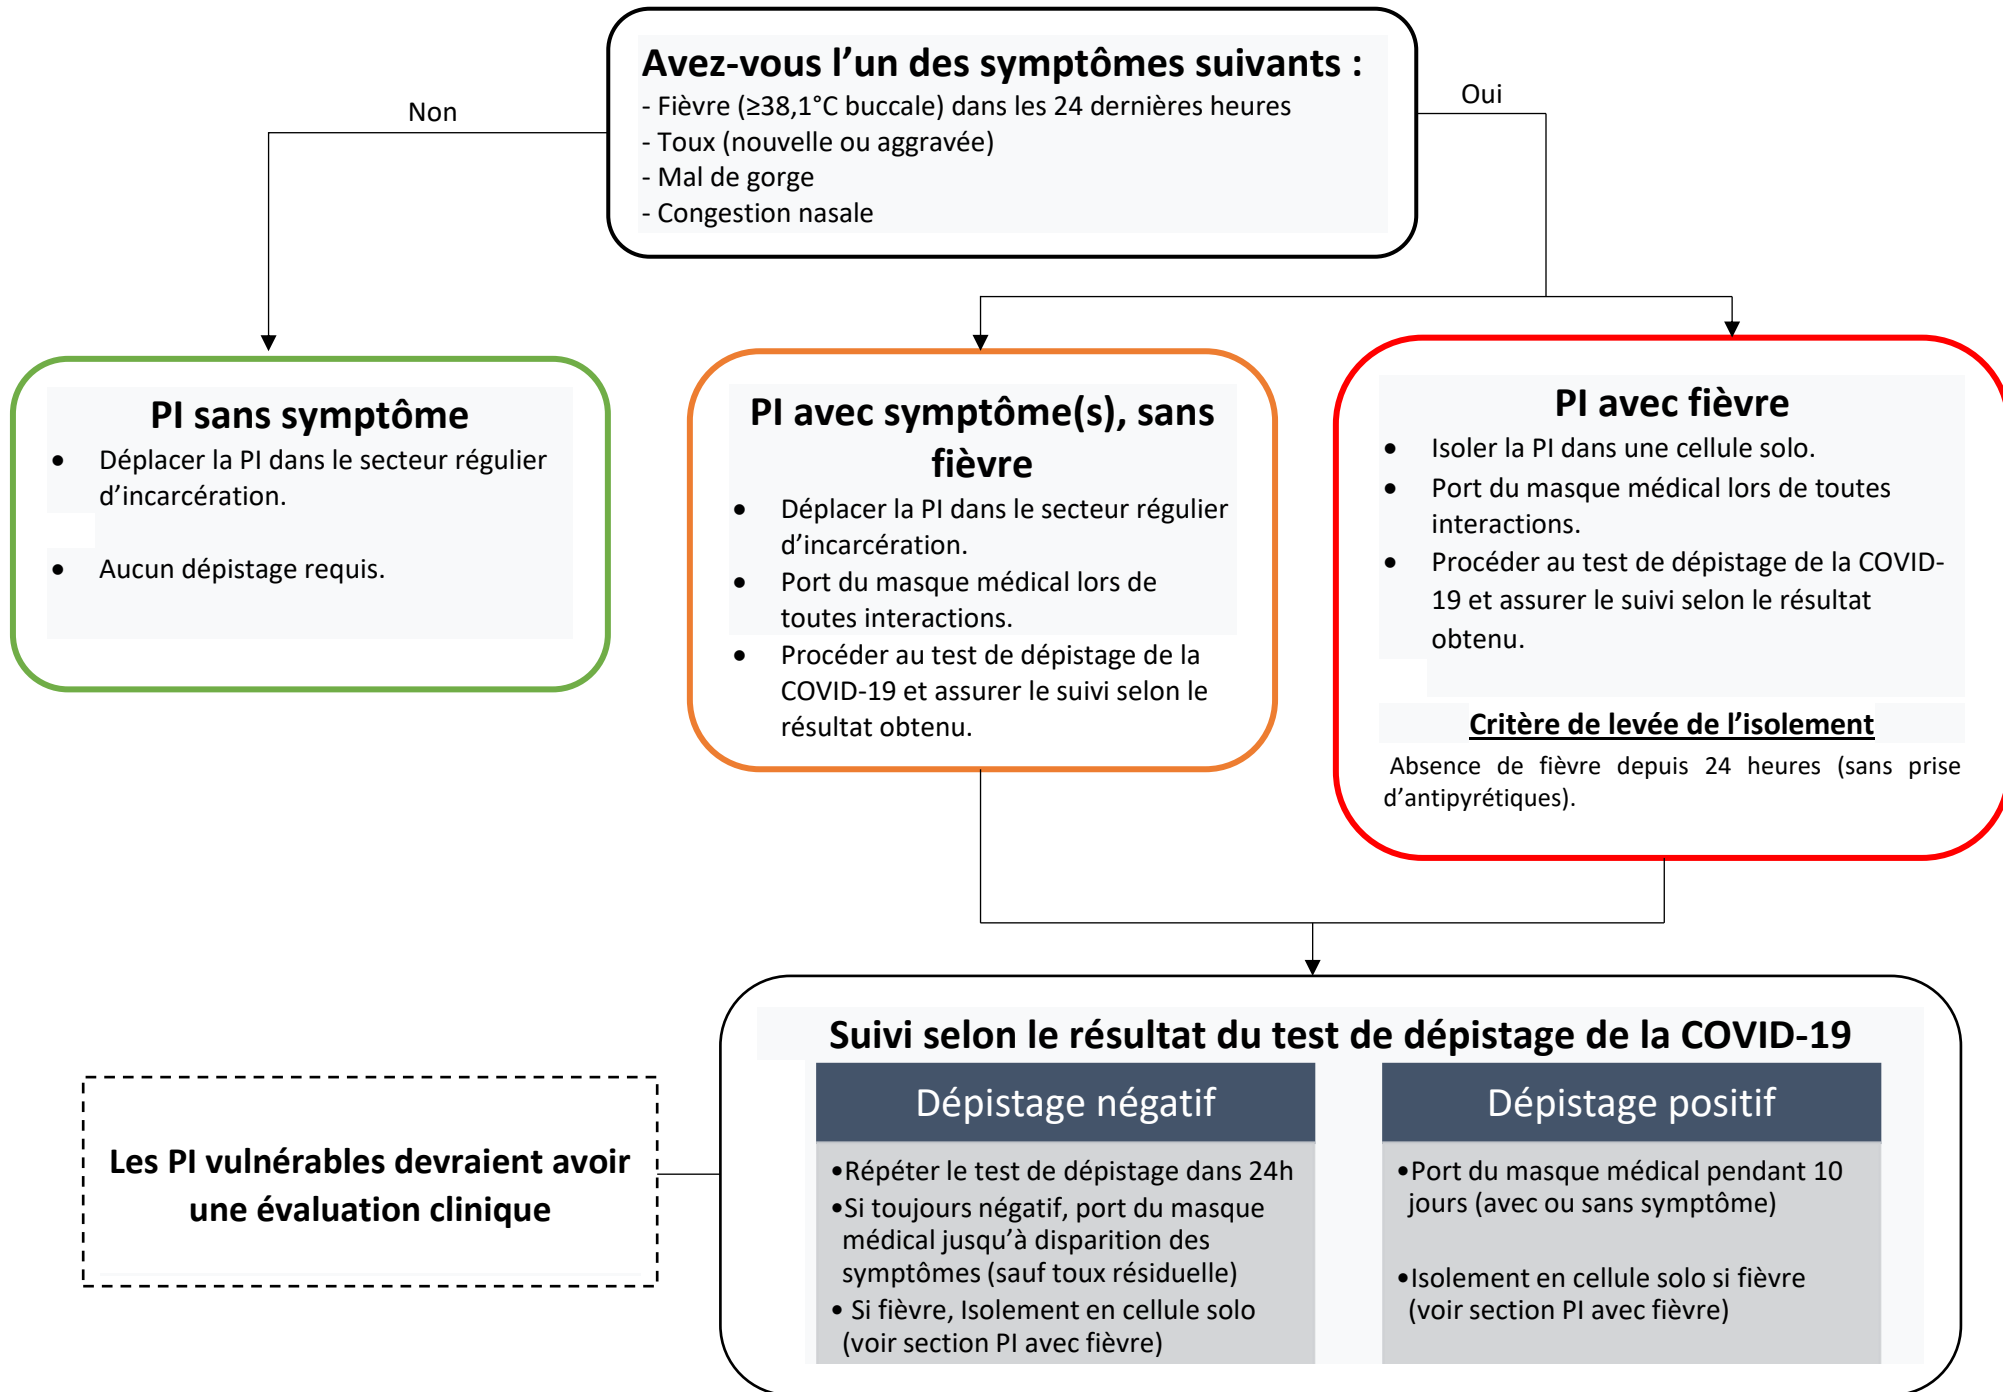 Avez-vous l’un des symptômes suivants :
- Fièvre (≥38,1°C buccale) dans les 24 dernières heures
- Toux (nouvelle ou aggravée)
- Mal de gorge
- Congestion nasale
Non
Oui
PI sans symptôme
• Déplacer la PI dans le secteur régulier
d’incarcération.
• Aucun dépistage requis.
PI avec symptôme(s), sans
fièvre
• Déplacer la PI dans le secteur régulier
d’incarcération.
• Port du masque médical lors de
toutes interactions.
• Procéder au test de dépistage de la
COVID-19 et assurer le suivi selon le
résultat obtenu.
PI avec fièvre
• Isoler la PI dans une cellule solo.
• Port du masque médical lors de toutes
interactions.
• Procéder au test de dépistage de la COVID-
19 et assurer le suivi selon le résultat
obtenu.
Critère de levée de l’isolement
Absence de fièvre depuis 24 heures (sans prise
d’antipyrétiques).
Les PI vulnérables devraient avoir
une évaluation clinique
Suivi selon le résultat du test de dépistage de la COVID-19
Dépistage négatif
•Répéter le test de dépistage dans 24h
•Si toujours négatif, port du masque
médical jusqu’à disparition des
symptômes (sauf toux résiduelle)
• Si fièvre, Isolement en cellule solo
(voir section PI avec fièvre)
Dépistage positif
•Port du masque médical pendant 10
jours (avec ou sans symptôme)
•Isolement en cellule solo si fièvre
(voir section PI avec fièvre)